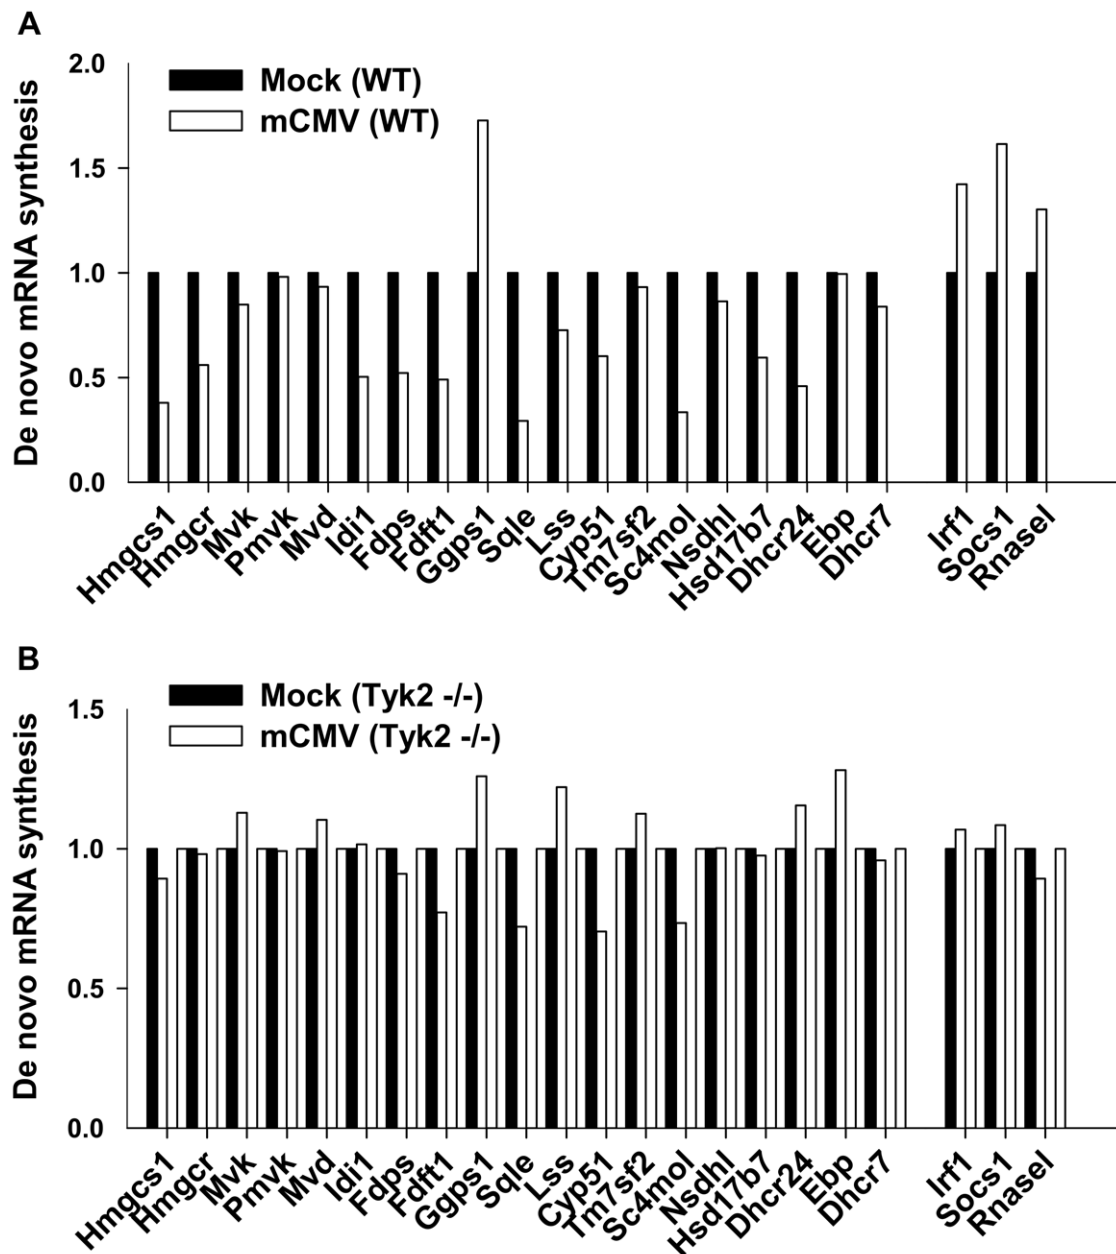 A
De novo mRNA synthesis
2.0
1.5
1.0
0.5
0.0
Mock (WT)
mCMV (WT)
Hmgcs1
Hmgcr
Mvk
Pmvk
Mvd
Idi1
Fdps
Fdft1
Ggps1
Sqle
Lss
Cyp51
Tm7sf2
Sc4mol
Nsdhl
Hsd17b7
Dhcr24
Ebp
Dhcr7
Irf1
Socs1
Rnasel
B
De novo mRNA synthesis
1.5
1.0
0.5
0.0
Mock (Tyk2 -/-)
mCMV (Tyk2 -/-)
Hmgcs1
Hmgcr
Mvk
Pmvk
Mvd
Idi1
Fdps
Fdft1
Ggps1
Sqle
Lss
Cyp51
Tm7sf2
Sc4mol
Nsdhl
Hsd17b7
Dhcr24
Ebp
Dhcr7
Irf1
Socs1
Rnasel